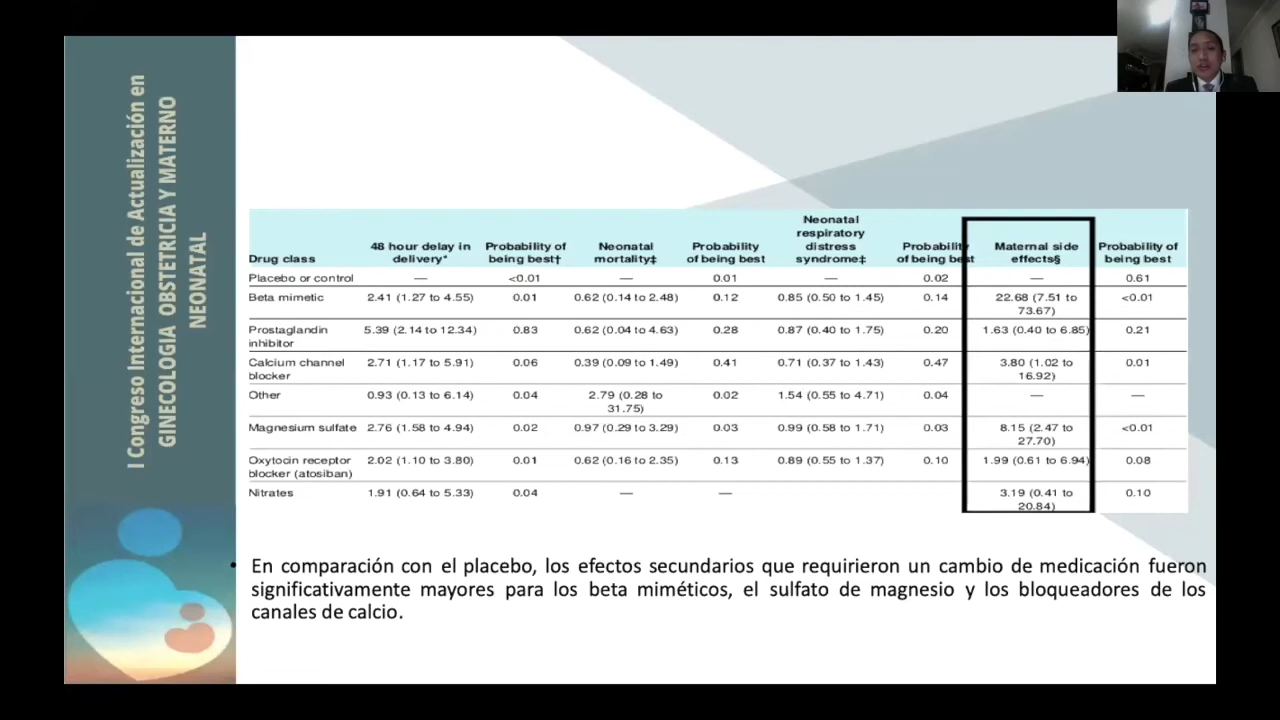 I Congreso Internacional de Actualización en
GINECOLOGIA OBSTETRICIA Y MATERNO
NEONATAL
Drug class 48 hour delay in delivery* Probability of being best† Neonatal mortality‡ Probability of being best Neonatal respiratory distress syndrome‡ Probability of being best Maternal side effects§ Probability of being best
Placebo or control — <0.01 — 0.01 — 0.02 — 0.61
Beta mimetic 2.41 (1.27 to 4.55) 0.01 0.62 (0.14 to 2.48) 0.12 0.85 (0.50 to 1.45) 0.14 22.68 (7.51 to 73.67) <0.01
Prostaglandin inhibitor 5.39 (2.14 to 12.34) 0.83 0.62 (0.04 to 4.63) 0.28 0.87 (0.40 to 1.75) 0.20 1.63 (0.40 to 6.85) 0.21
Calcium channel blocker 2.71 (1.17 to 5.91) 0.06 0.39 (0.09 to 1.49) 0.41 0.71 (0.37 to 1.43) 0.47 3.80 (1.02 to 16.92) 0.01
Other 0.93 (0.13 to 6.14) 0.04 2.79 (0.28 to 31.75) 0.02 1.54 (0.55 to 4.71) 0.04 — —
Magnesium sulfate 2.76 (1.58 to 4.94) 0.02 0.97 (0.29 to 3.29) 0.03 0.99 (0.58 to 1.71) 0.03 8.15 (2.47 to 27.70) <0.01
Oxytocin receptor blocker (atosiban) 2.02 (1.10 to 3.80) 0.01 0.62 (0.16 to 2.35) 0.13 0.89 (0.55 to 1.37) 0.10 1.99 (0.61 to 6.94) 0.08
Nitrates 1.91 (0.64 to 5.33) 0.04 — — 3.19 (0.41 to 20.84) 0.10
• En comparación con el placebo, los efectos secundarios que requirieron un cambio de medicación fueron
significativamente mayores para los beta miméticos, el sulfato de magnesio y los bloqueadores de los
canales de calcio.